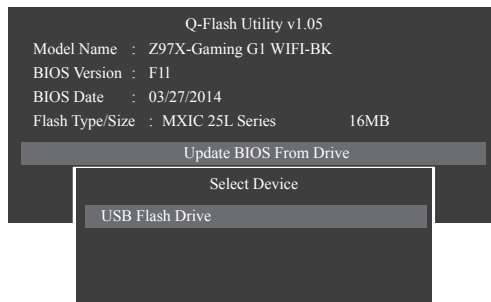 Q-Flash Utility v1.05
Model Name : Z97X-Gaming G1 WIFI-BK
BIOS Version : F1l
BIOS Date : 03/27/2014
Flash Type/Size : MXIC 25L Series 16MB
Update BIOS From Drive
Select Device
USB Flash Drive